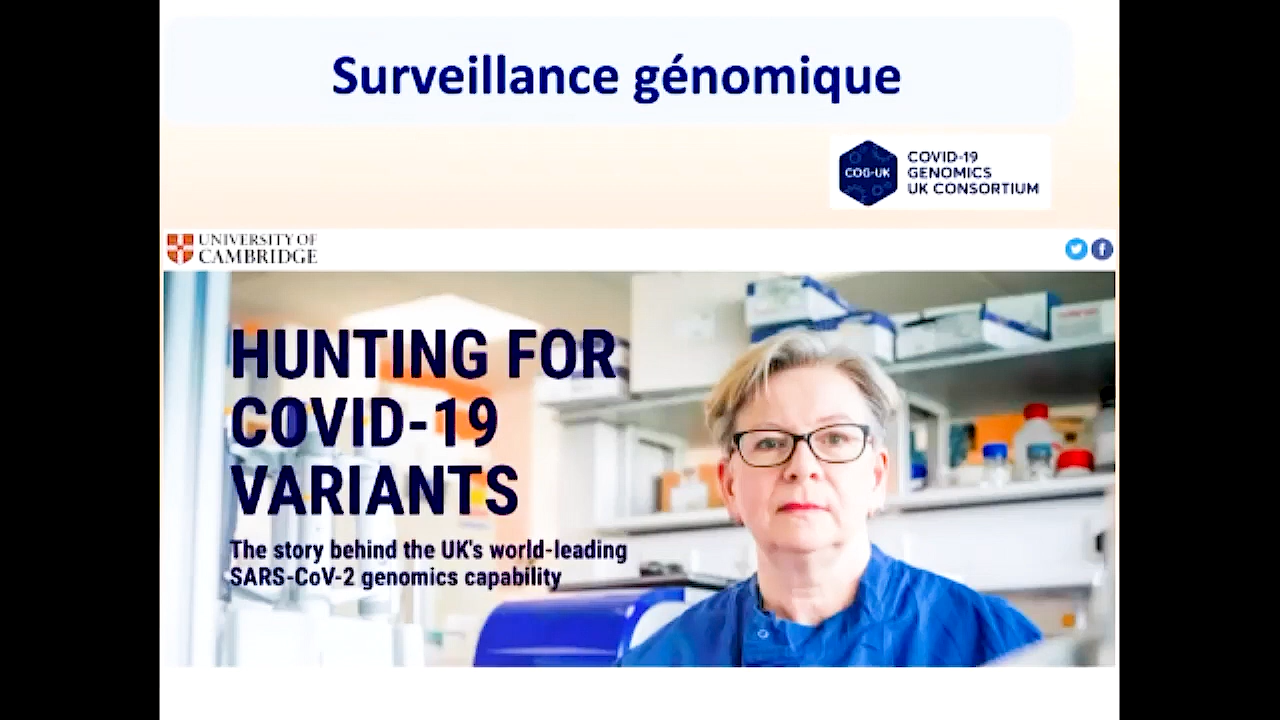 Surveillance génomique
COG-UK
COVID-19
GENOMICS
UK CONSORTIUM
UNIVERSITY OF
CAMBRIDGE
HUNTING FOR
COVID-19
VARIANTS
The story behind the UK's world-leading
SARS-CoV-2 genomics capability